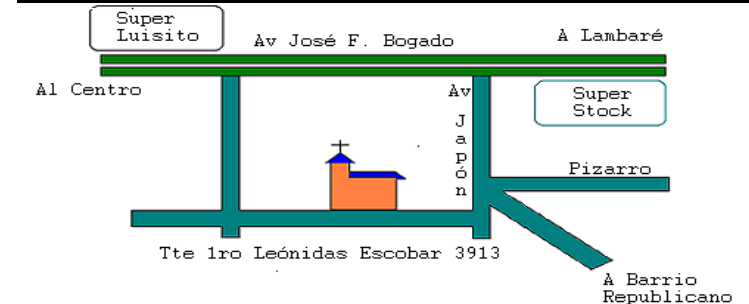 Super
Luisito
Av José F. Bogado
A Lambaré
Al Centro
Av
Japón
Super
Stock
Pizarro
Tte 1ro Leónidas Escobar 3913
A Barrio
Republicano